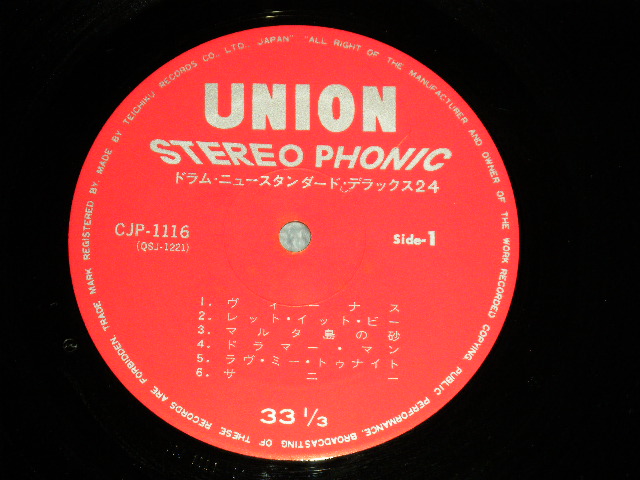 UNION
STEREO PHONIC
ドラム・ニュースタンダード・デラックス24
CJP-1116
(QSJ-1221)
Side-1
1. ヴィーナス
2. レット・イット・ビー
3. マルタ島の砂
4. ドラマー・マン
5. ラヴ・ミー・トゥナイト
6. サニー
33 1/3
TRADE MARK REGISTERED BY. MADE BY TEICHIKU RECORDS CO., LTD., JAPAN" "ALL RIGHT OF THE MANUFACTURER AND OWNER OF THE WORK RECORDED COPYING, PUBLIC PERFORMANCE, BROADCASTING OF THESE RECORDS ARE FORBIDDEN.